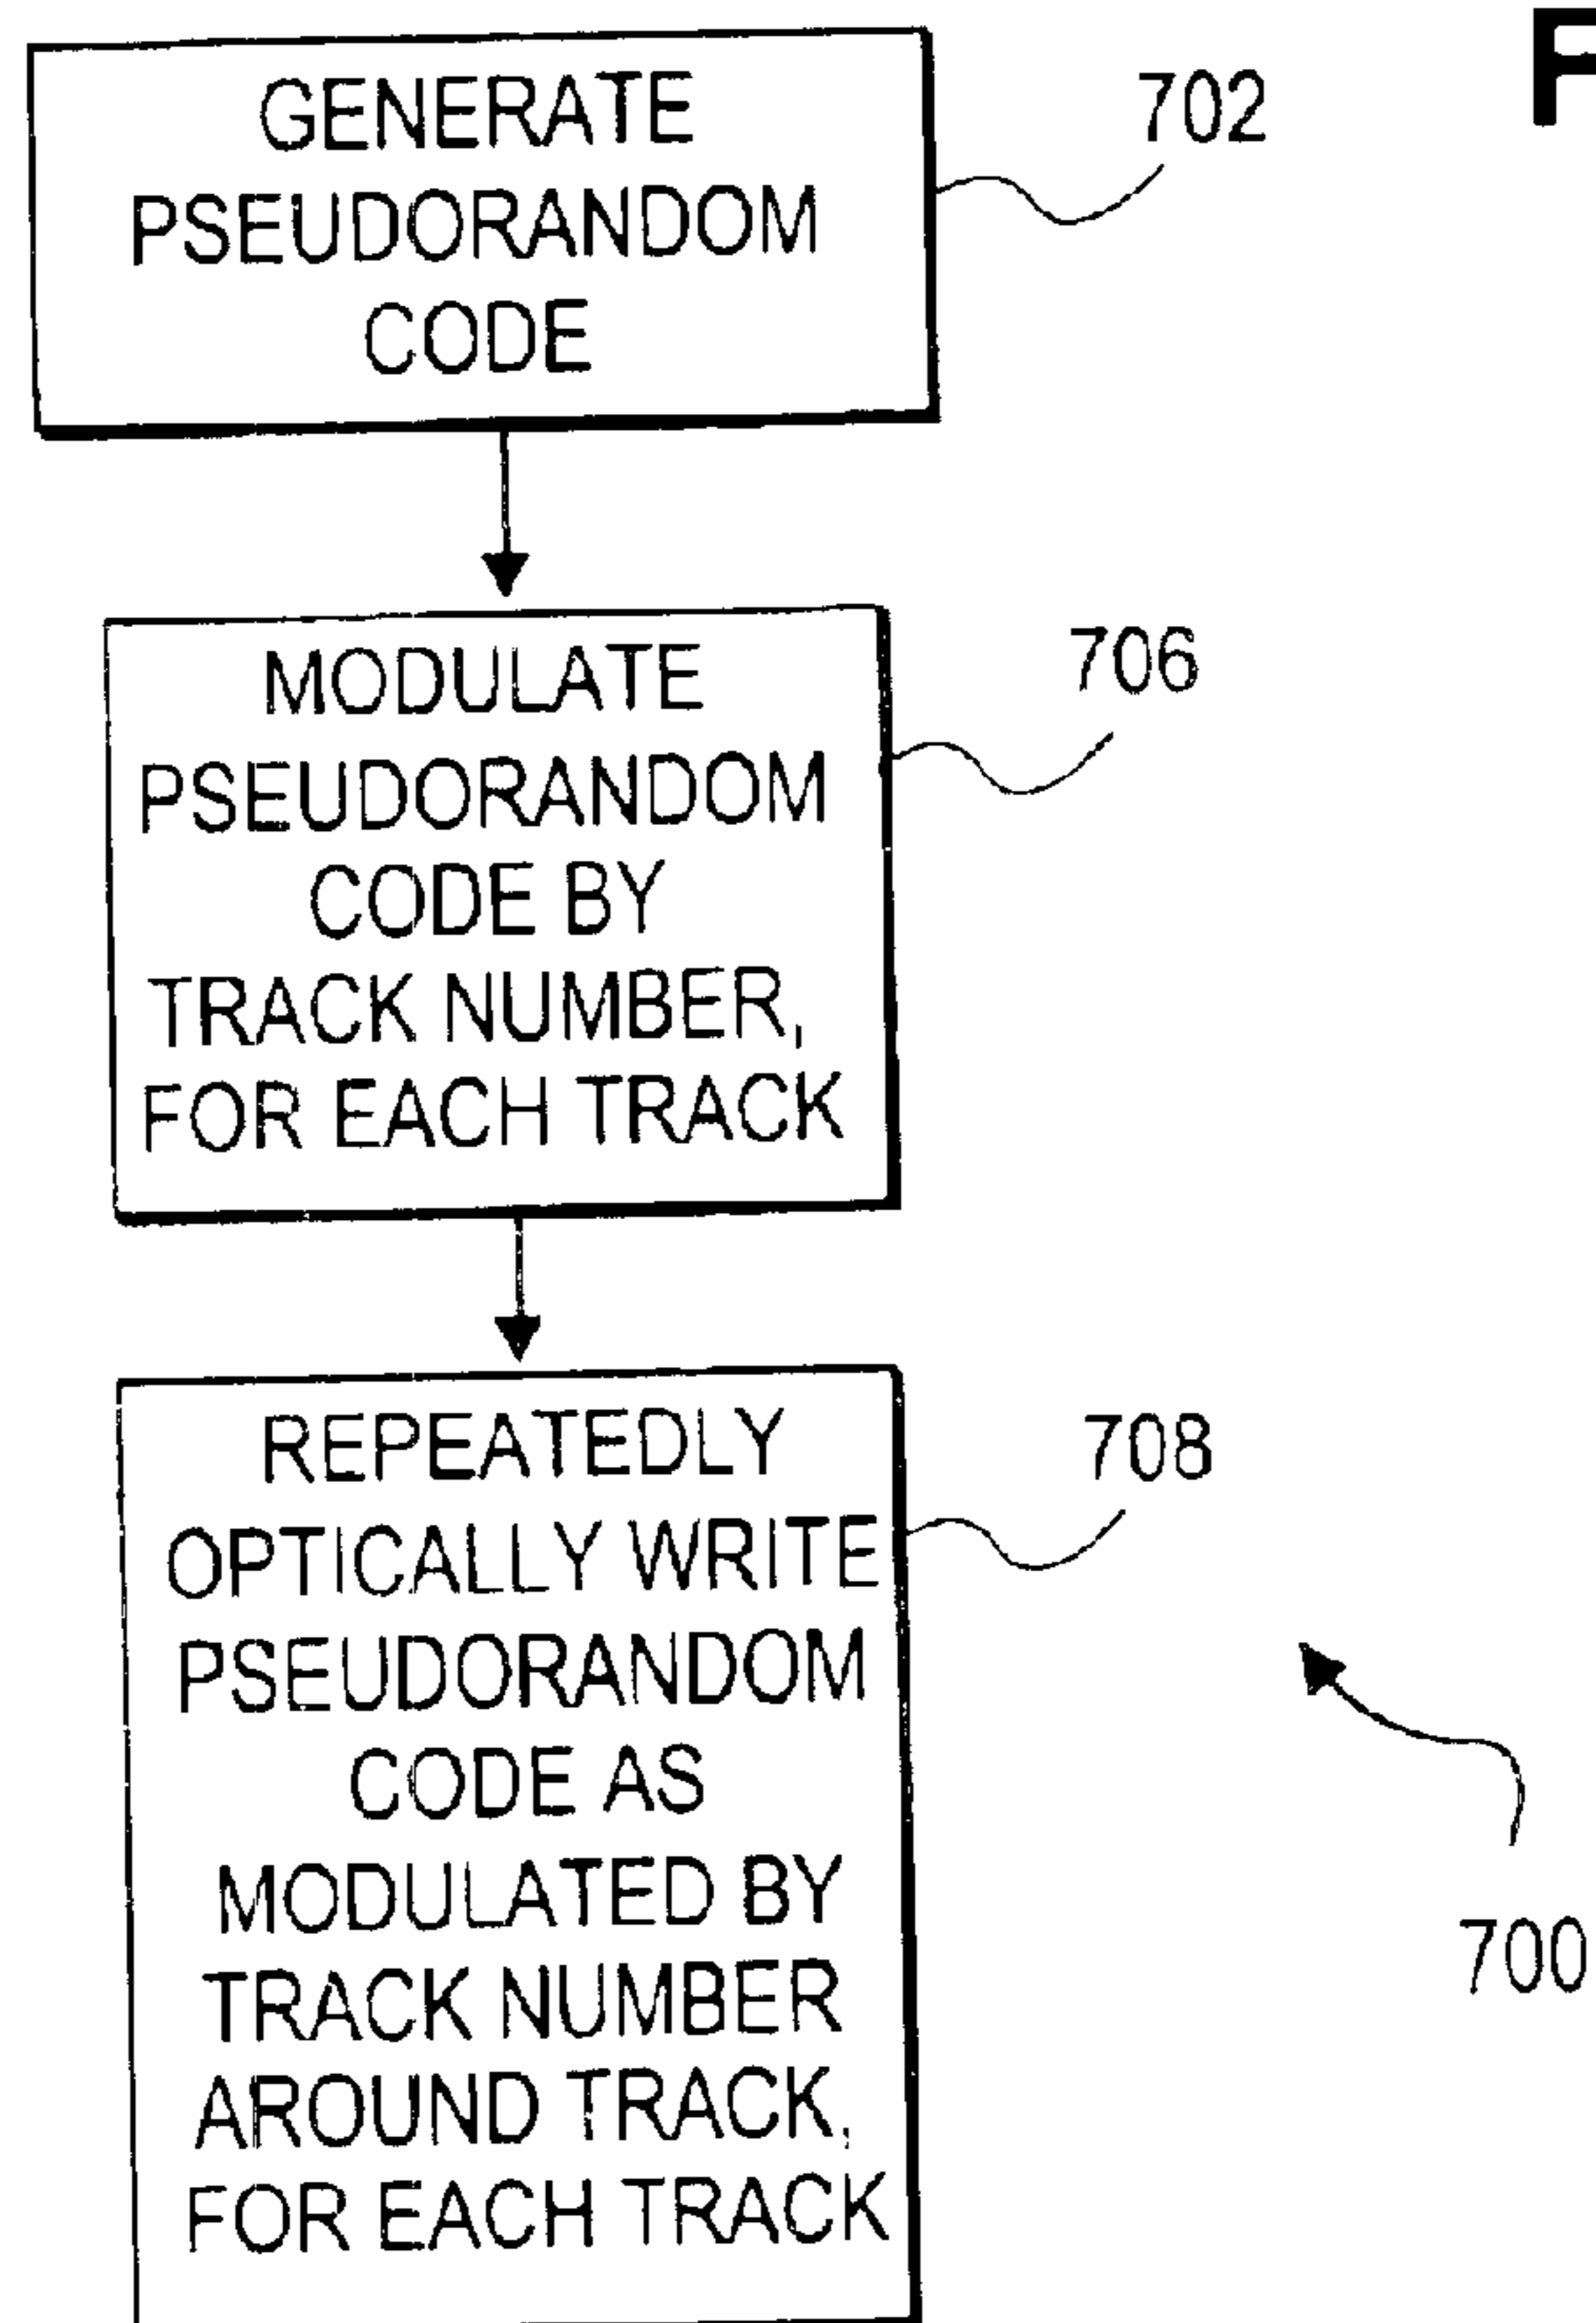 F
GENERATE
PSEUDORANDOM
CODE
702
MODULATE
PSEUDORANDOM
CODE BY
TRACK NUMBER,
FOR EACH TRACK
706
REPEATEDLY
OPTICALLY WRITE
PSEUDORANDOM
CODE AS
MODULATED BY
TRACK NUMBER
AROUND TRACK,
FOR EACH TRACK
708
700